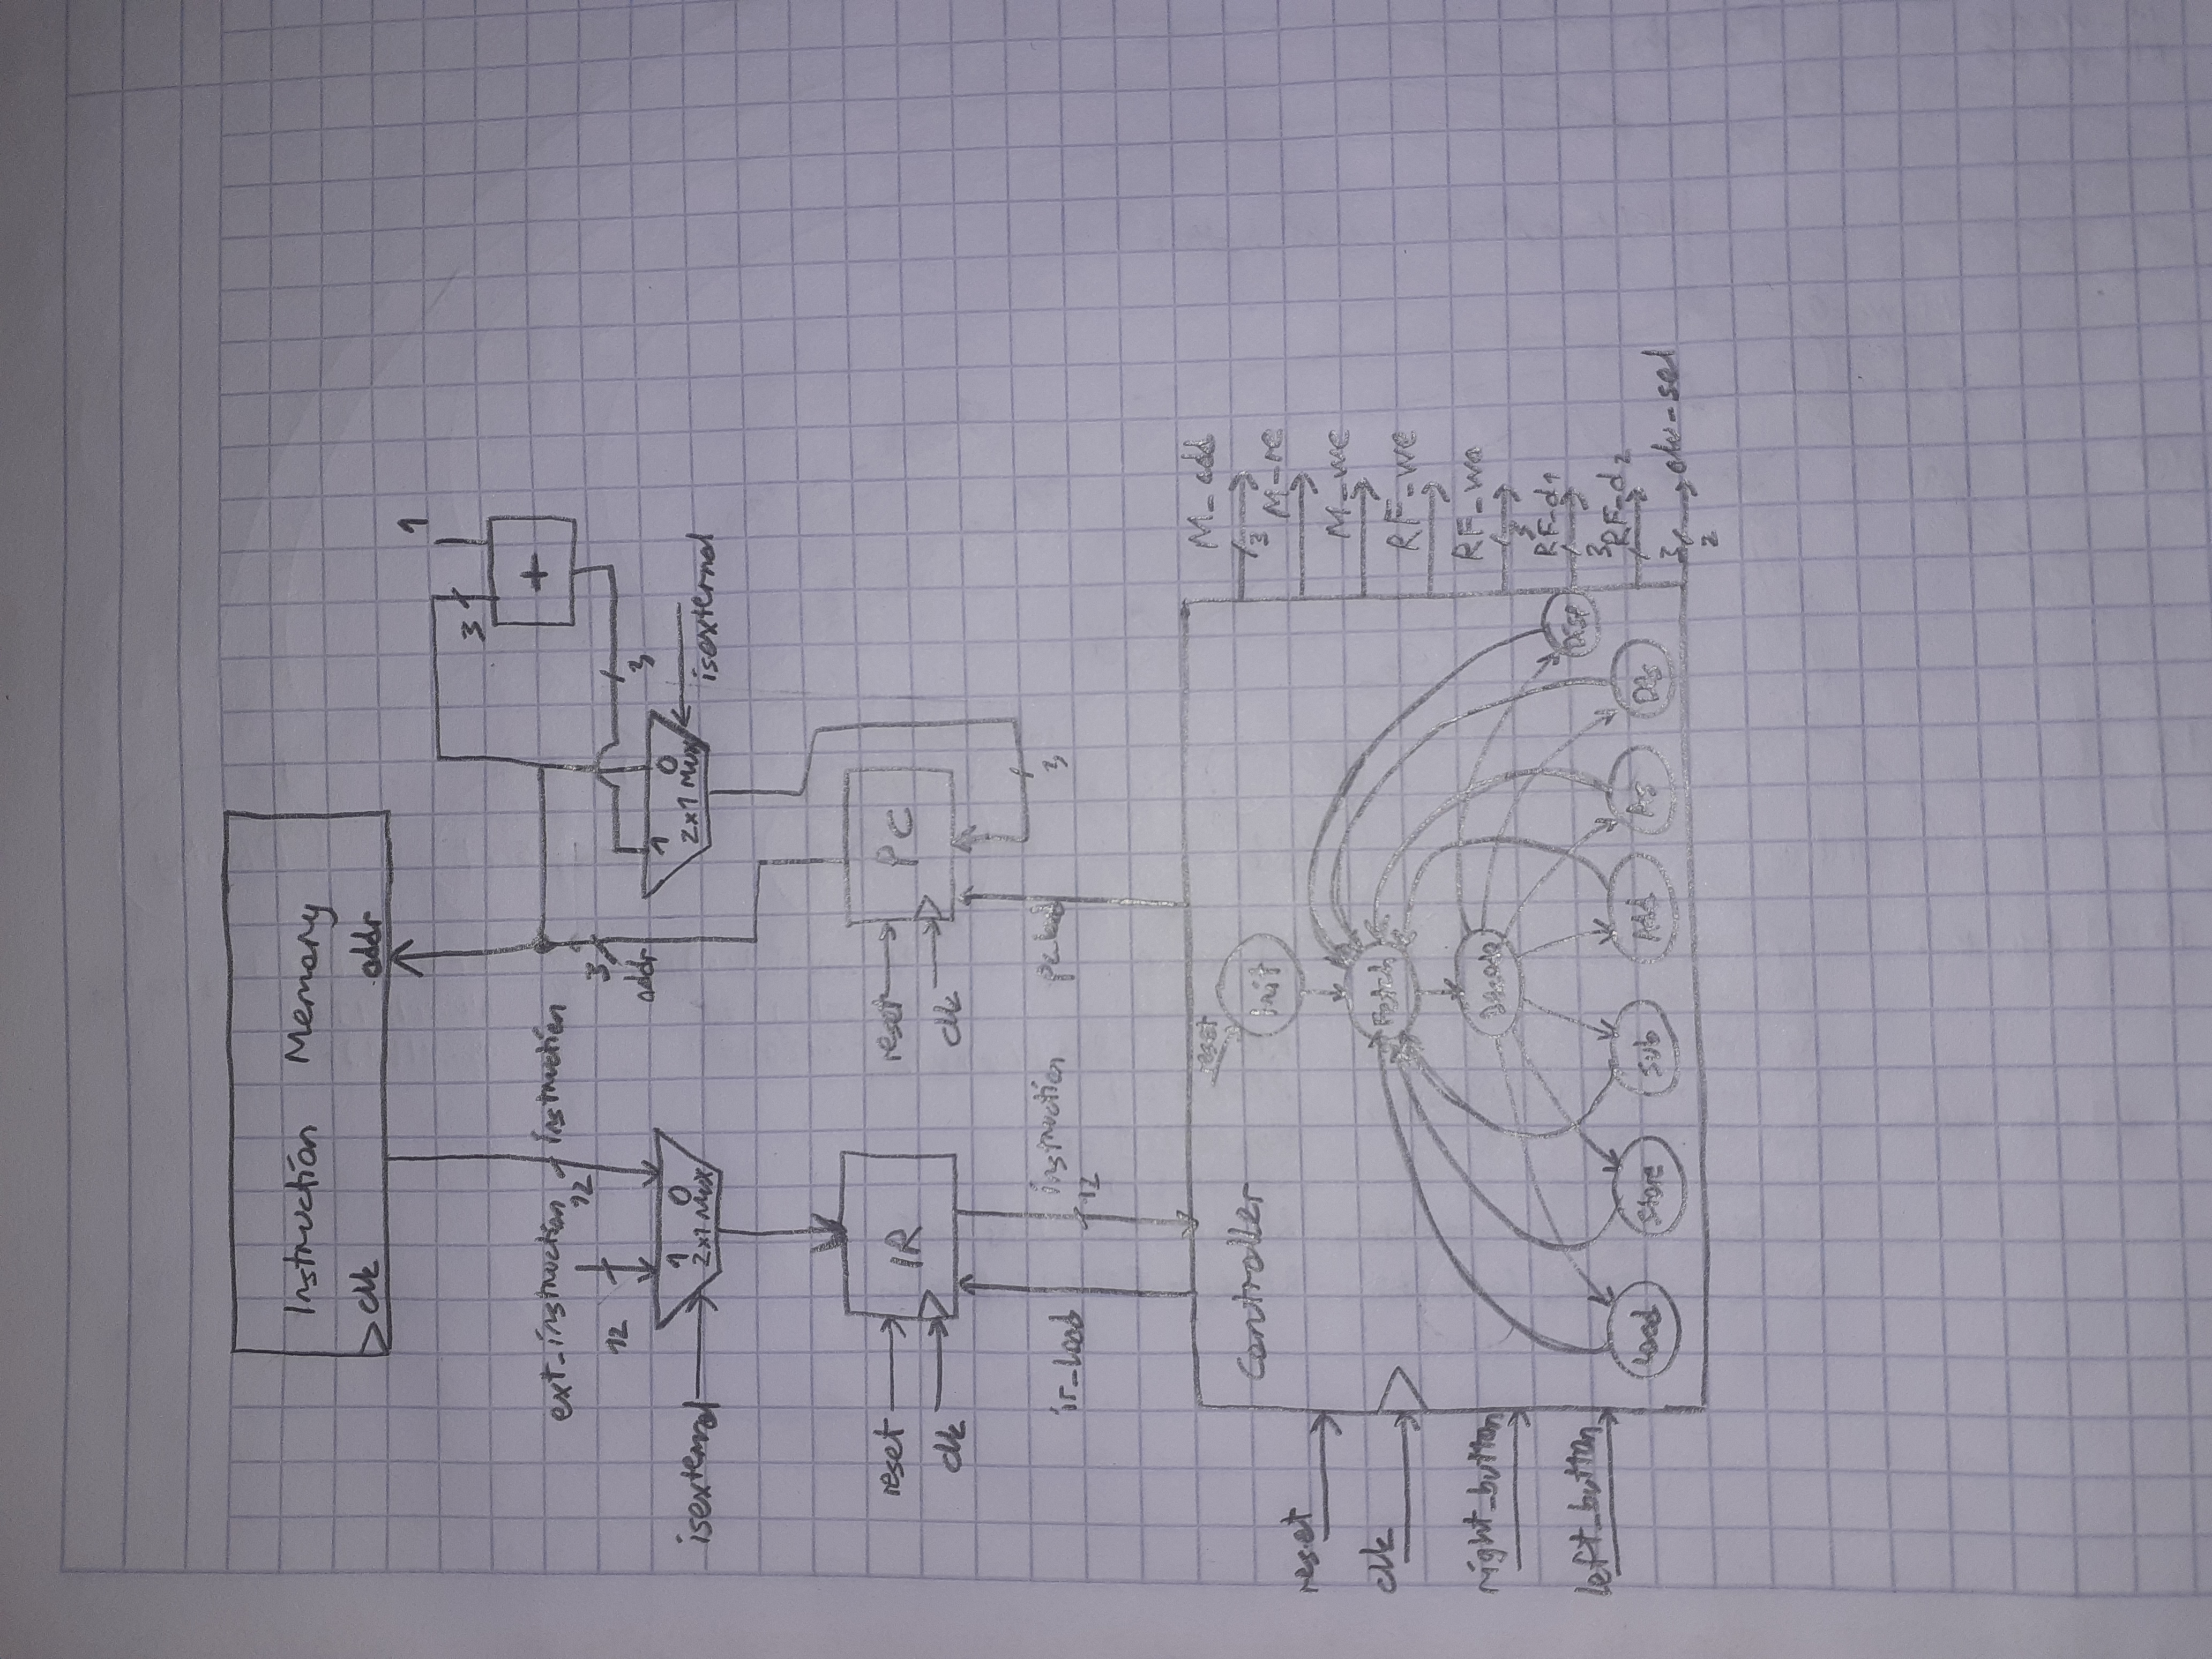 Instruction Memory
clk
addr
1
3
+
ext_instruction
12
instruction
12
3
addr
3
1 0
2x1 Mux
isexternal
1 0
2x1 Mux
isexternal
reset
clk
IR
reset
clk
PC
ir_load
instruction
12
3
Controller
reset
Init
Fetch
Decode
Load
Store
Sub
Add
Disp
reset
clk
right_button
left_button
M_add
3
M_re
M_we
RF_we
RF_wa
3
RF_d1
3
RF_d2
3
alu_sel
2